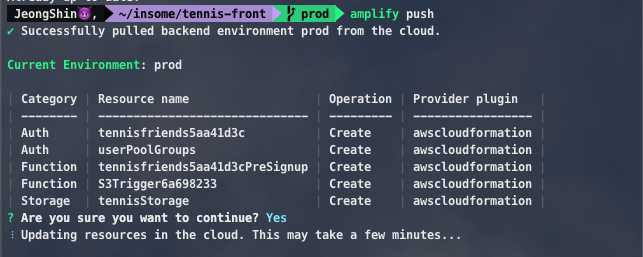 JeongShin😈, ~/insome/tennis-front prod amplify push
✔ Successfully pulled backend environment prod from the cloud.
Current Environment: prod
| Category | Resource name | Operation | Provider plugin |
| -------- | ------------------------------ | --------- | ----------------- |
| Auth | tennisfriends5aa41d3c | Create | awscloudformation |
| Auth | userPoolGroups | Create | awscloudformation |
| Function | tennisfriends5aa41d3cPreSignup | Create | awscloudformation |
| Function | S3Trigger6a698233 | Create | awscloudformation |
| Storage | tennisStorage | Create | awscloudformation |
? Are you sure you want to continue? Yes
⠸ Updating resources in the cloud. This may take a few minutes...